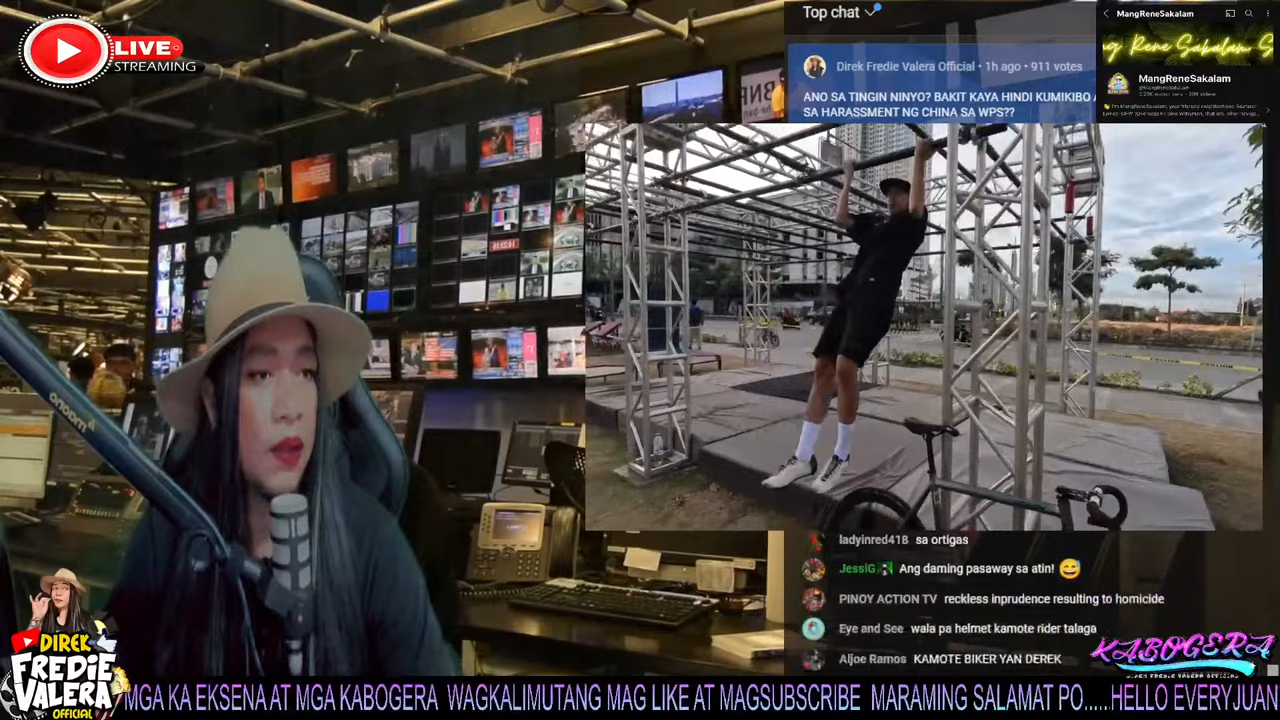 LIVE
STREAMING
Top chat
Direk Fredie Valera Official • 1h ago • 911 votes
ANO SA TINGIN NINYO? BAKIT KAYA HINDI KUMIKIBO
SA HARASSMENT NG CHINA SA WPS??
MangReneSakalam
Rene Sakalam
MangReneSakalam
maono
ladyinred418 sa ortigas
JessIG Ang daming pasaway sa atin! 😅
PINOY ACTION TV reckless inprudence resulting to homicide
Eye and See wala pa helmet kamote rider talaga
Aljoe Ramos KAMOTE BIKER YAN DEREK
DIREK
FREDIE
VALERA
OFFICIAL
KABOGERA
MGA KA EKSENA AT MGA KABOGERA WAGKALIMUTANG MAG LIKE AT MAGSUBSCRIBE MARAMING SALAMAT PO.....HELLO EVERYJUAN